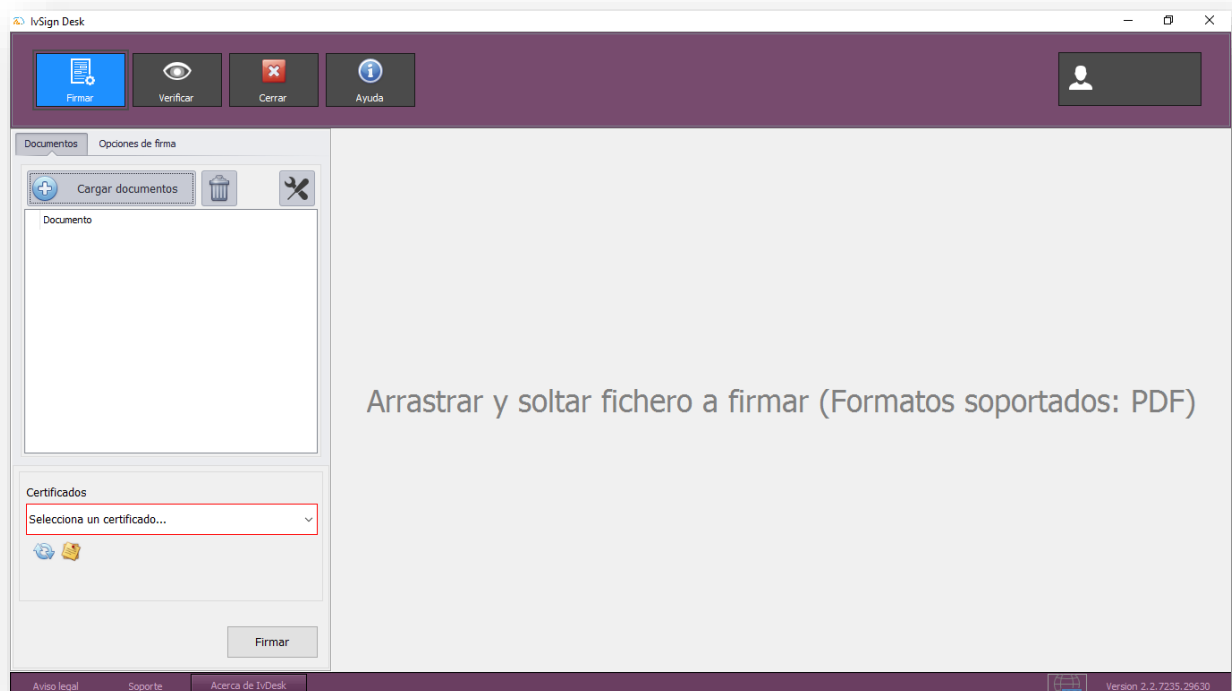 IvSign Desk
Firmar
Verificar
Cerrar
Ayuda
Documentos
Opciones de firma
Cargar documentos
Documento
Arrastrar y soltar fichero a firmar (Formatos soportados: PDF)
Certificados
Selecciona un certificado...
Firmar
Aviso legal
Soporte
Acerca de IvDesk
Version 2.2.7235.29630